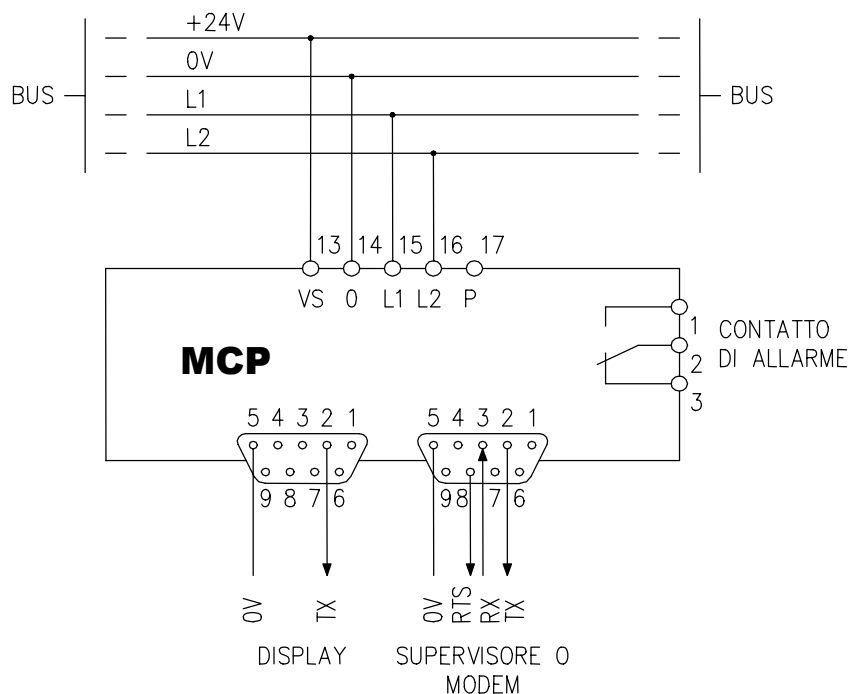 +24V
0V
BUS
BUS
L1
L2
13 14 15 16 17
VS 0 L1 L2 P
1
CONTATTO
2
DI ALLARME
3
MCP
5 4 3 2 1
5 4 3 2 1
9 8 7 6
9 8 7 6
0V
TX
0V
RTS
RX
TX
DISPLAY
SUPERVISORE O
MODEM